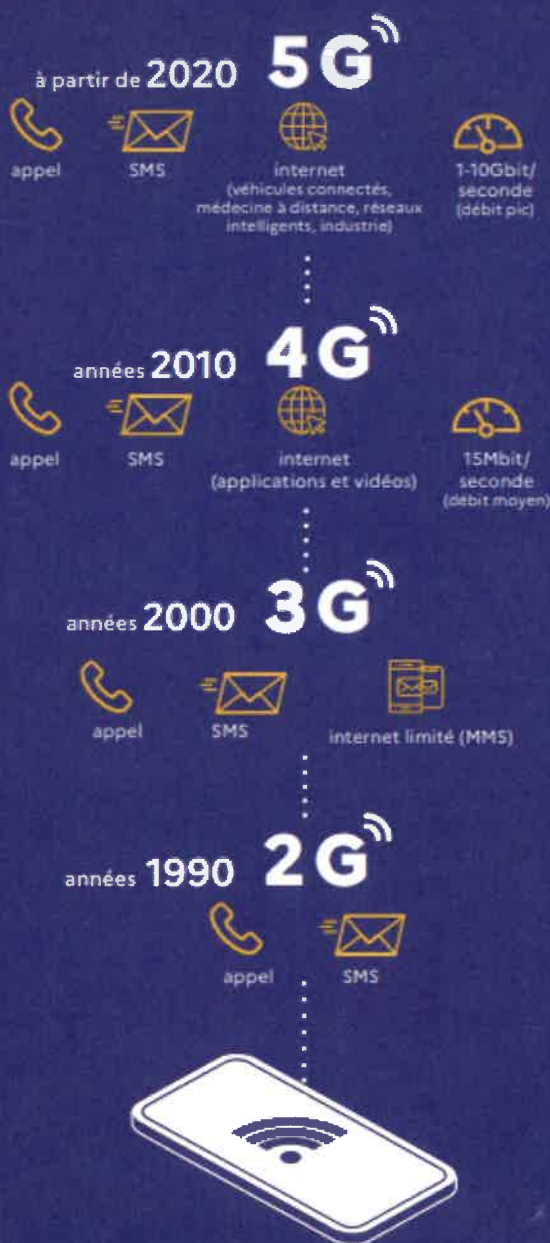 à partir de 2020 5G
appel
SMS
internet
(véhicules connectés,
médecine à distance, réseaux
intelligents, industrie)
1-10Gbit/
seconde
(débit pic)
années 2010 4G
appel
SMS
internet
(applications et vidéos)
15Mbit/
seconde
(débit moyen)
années 2000 3G
appel
SMS
internet limité (MMS)
années 1990 2G
appel
SMS